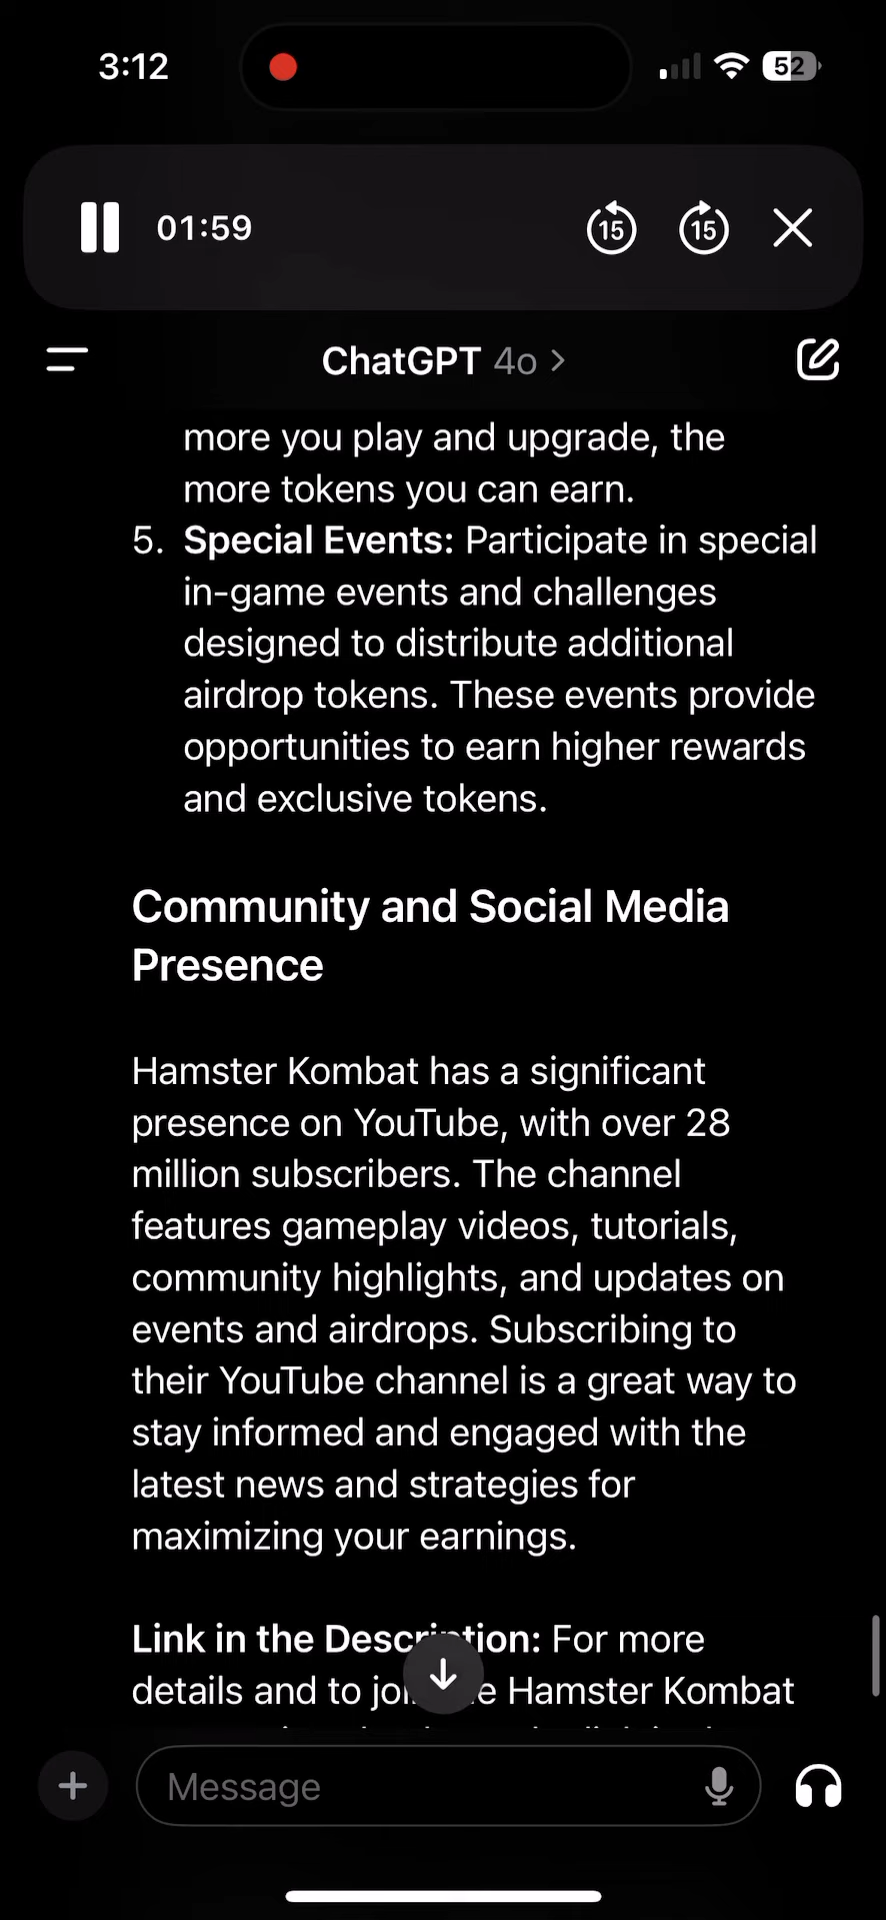 3:12
52
01:59
15
15
ChatGPT 4o >
more you play and upgrade, the
more tokens you can earn.
5. Special Events: Participate in special
in-game events and challenges
designed to distribute additional
airdrop tokens. These events provide
opportunities to earn higher rewards
and exclusive tokens.
Community and Social Media
Presence
Hamster Kombat has a significant
presence on YouTube, with over 28
million subscribers. The channel
features gameplay videos, tutorials,
community highlights, and updates on
events and airdrops. Subscribing to
their YouTube channel is a great way to
stay informed and engaged with the
latest news and strategies for
maximizing your earnings.
Link in the Description: For more
details and to Hamster Kombat
Message